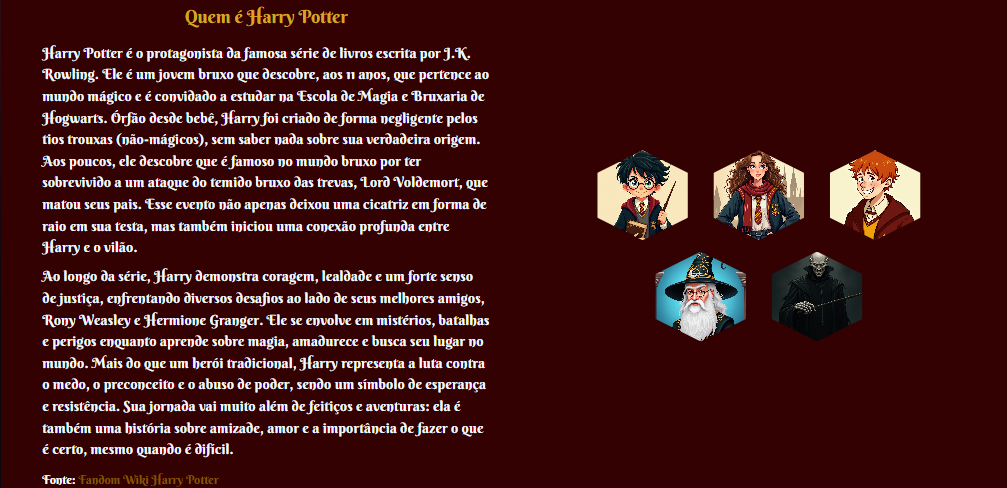 Quem é Harry Potter
Harry Potter é o protagonista da famosa série de livros escrita por J.K.
Rowling. Ele é um jovem bruxo que descobre, aos 11 anos, que pertence ao
mundo mágico e é convidado a estudar na Escola de Magia e Bruxaria de
Hogwarts. Órfão desde bebê, Harry foi criado de forma negligente pelos
tios trouxas (não-mágicos), sem saber nada sobre sua verdadeira origem.
Aos poucos, ele descobre que é famoso no mundo bruxo por ter
sobrevivido a um ataque do temido bruxo das trevas, Lord Voldemort, que
matou seus pais. Esse evento não apenas deixou uma cicatriz em forma de
raio em sua testa, mas também iniciou uma conexão profunda entre
Harry e o vilão.
Ao longo da série, Harry demonstra coragem, lealdade e um forte senso
de justiça, enfrentando diversos desafios ao lado de seus melhores amigos,
Rony Weasley e Hermione Granger. Ele se envolve em mistérios, batalhas
e perigos enquanto aprende sobre magia, amadurece e busca seu lugar no
mundo. Mais do que um herói tradicional, Harry representa a luta contra
o medo, o preconceito e o abuso de poder, sendo um símbolo de esperança
e resistência. Sua jornada vai muito além de feitiços e aventuras: ela é
também uma história sobre amizade, amor e a importância de fazer o que
é certo, mesmo quando é difícil.
Fonte: Fandom Wiki Harry Potter